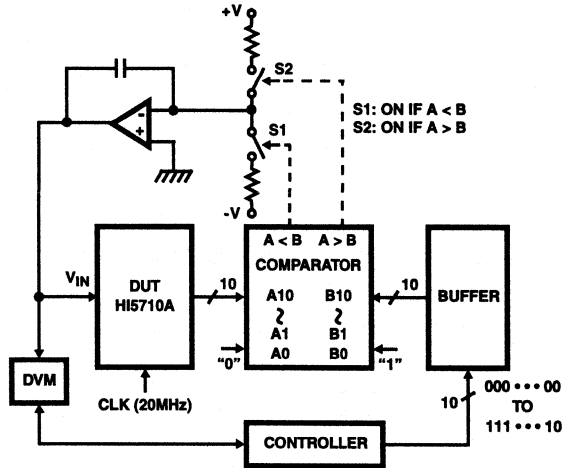 +V
S2
S1: ON IF A < B
S2: ON IF A > B
-
+
S1
-V
A < B A > B
COMPARATOR
VIN
DUT
HI5710A
10
A10 B10
10
BUFFER
A1 B1
A0 B0
"0"
"1"
DVM
CLK (20MHz)
10
000 ••• 00
TO
111 ••• 10
CONTROLLER